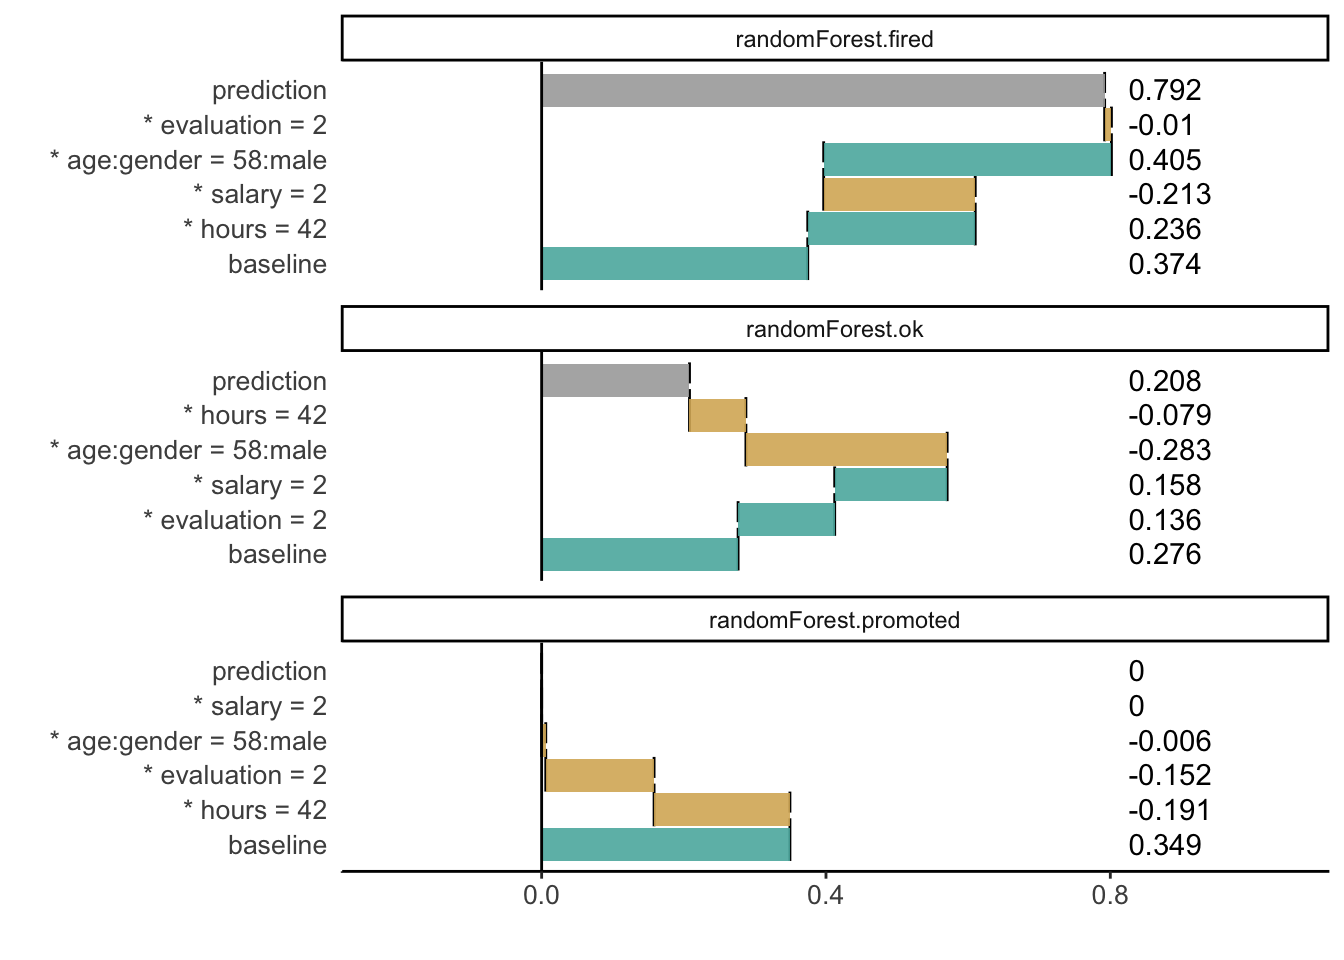 randomForest.fired
prediction 0.792
* evaluation = 2 -0.01
* age:gender = 58:male 0.405
* salary = 2 -0.213
* hours = 42 0.236
baseline 0.374
randomForest.ok
prediction 0.208
* hours = 42 -0.079
* age:gender = 58:male -0.283
* salary = 2 0.158
* evaluation = 2 0.136
baseline 0.276
randomForest.promoted
prediction 0
* salary = 2 0
* age:gender = 58:male -0.006
* evaluation = 2 -0.152
* hours = 42 -0.191
baseline 0.349
0.0 0.4 0.8